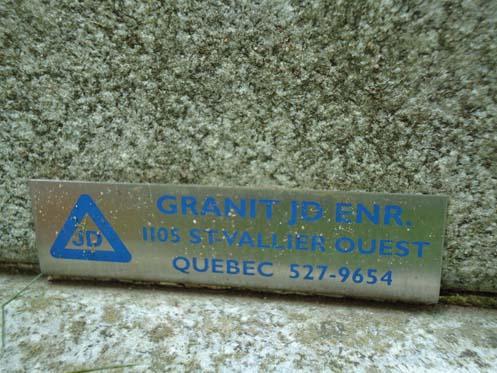 JD
GRANIT JD ENR.
1105 ST-VALLIER OUEST
QUEBEC 527-9654